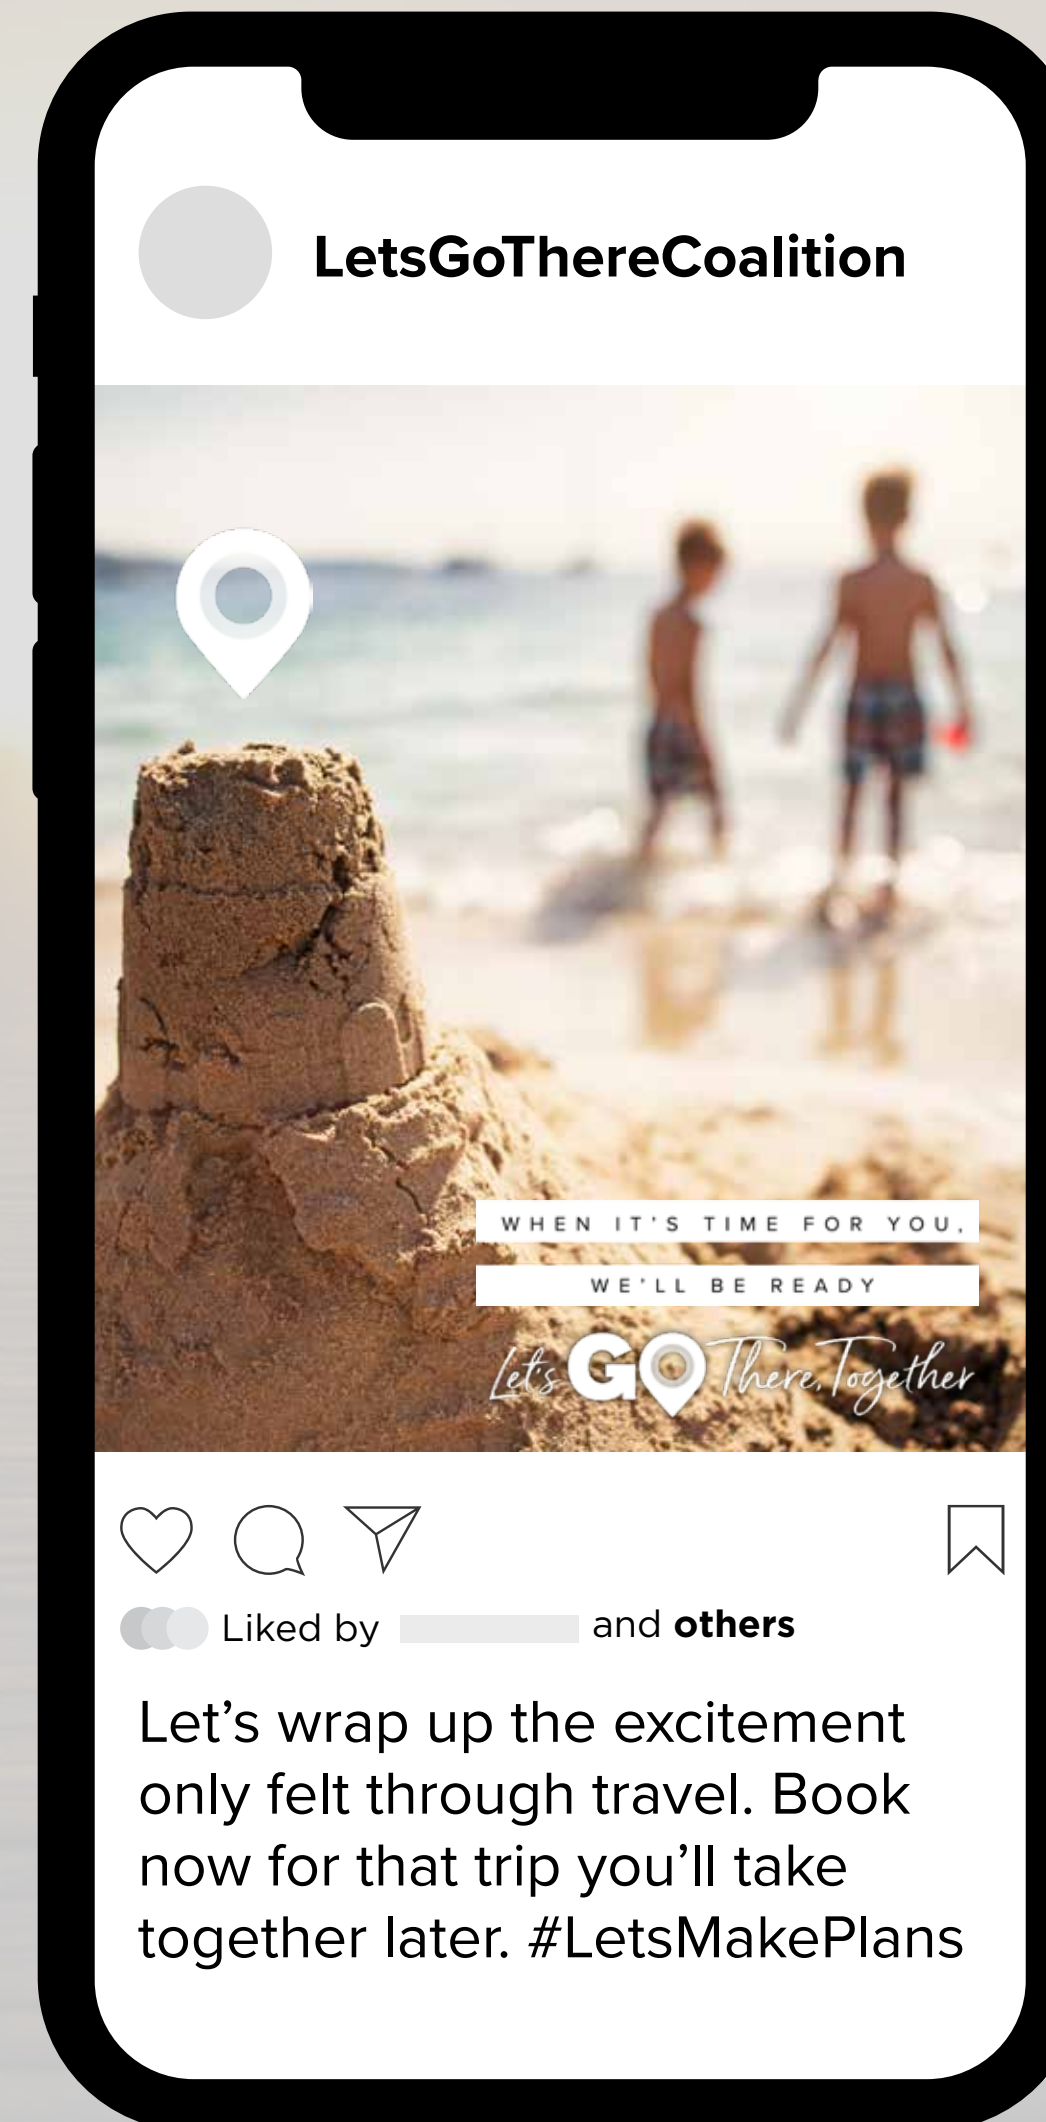 LetsGoThereCoalition
WHEN IT'S TIME FOR YOU,
WE'LL BE READY
Let's GO There, Together
Liked by and others
Let’s wrap up the excitement
only felt through travel. Book
now for that trip you’ll take
together later. #LetsMakePlans